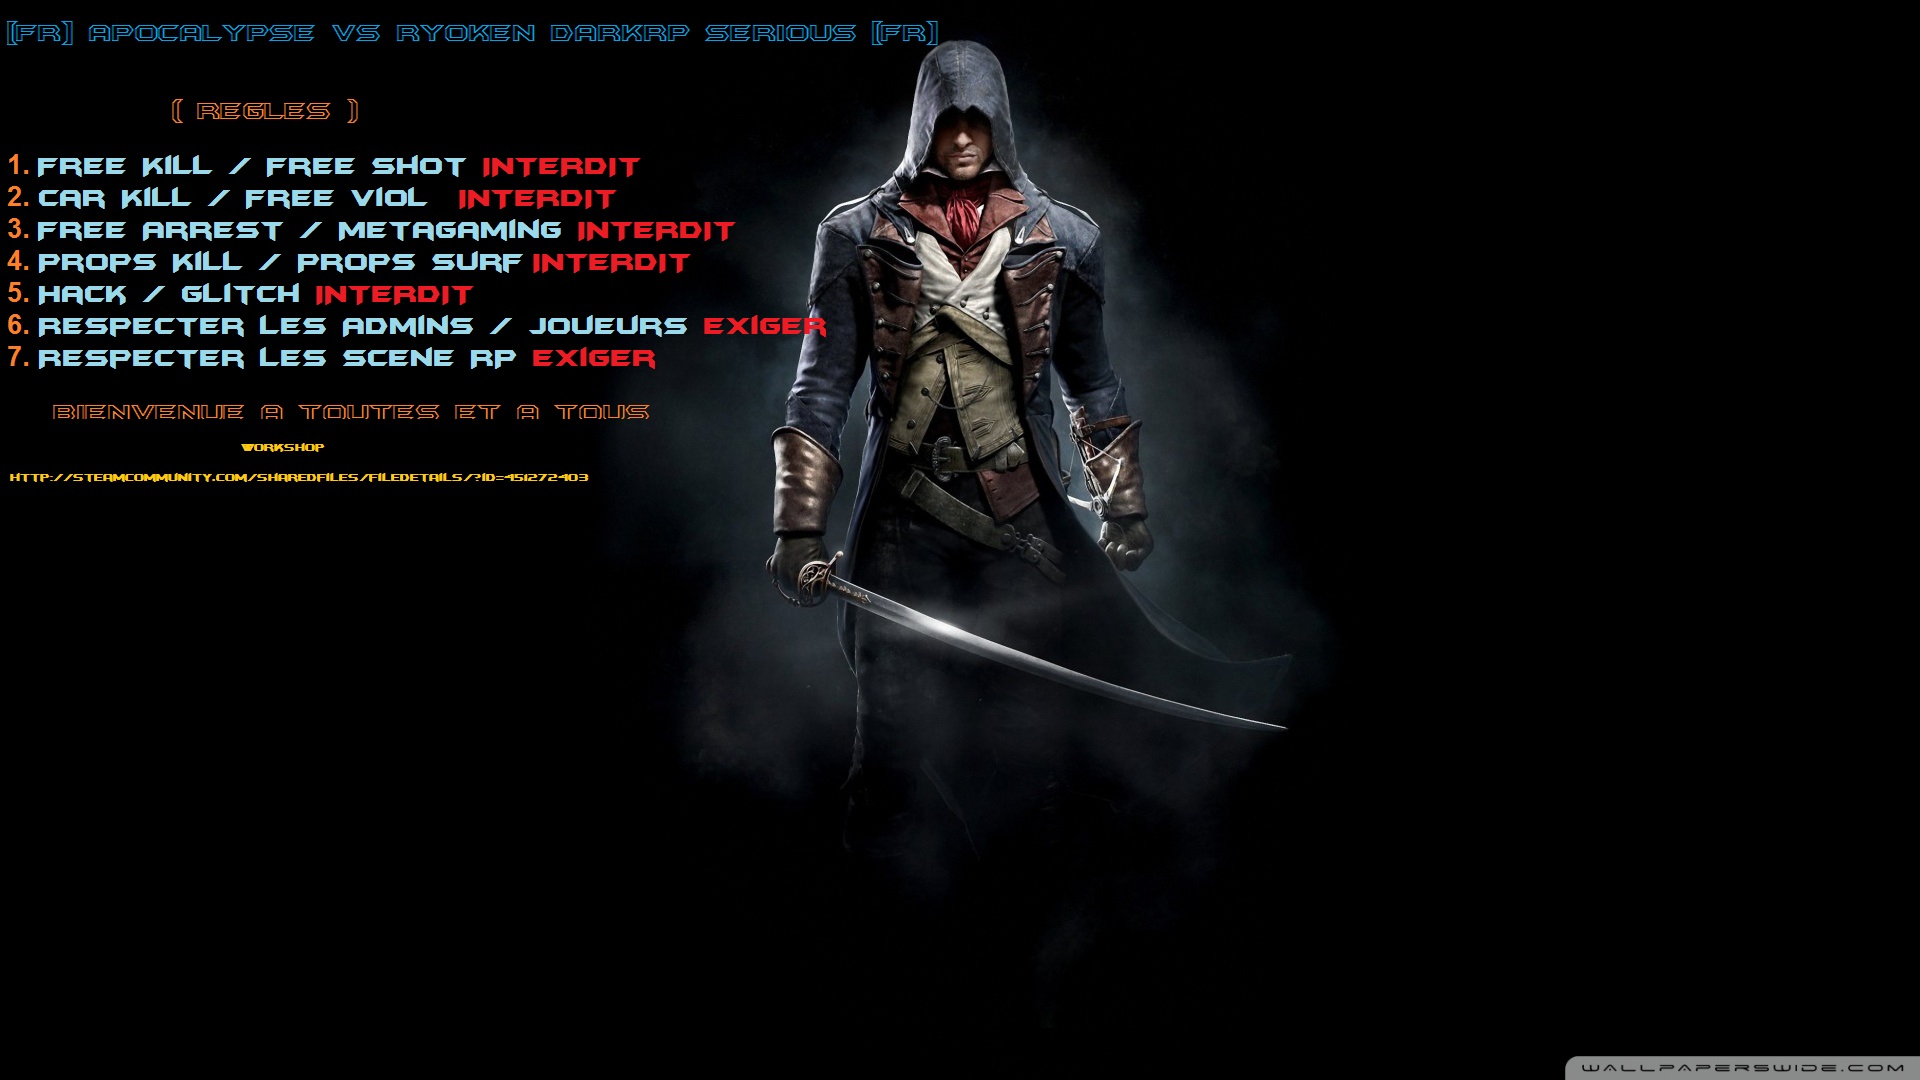 [FR] APOCALYPSE VS RYOKEN DARKRP SERIOUS [FR]
( REGLES )
1. FREE KILL / FREE SHOT INTERDIT
2. CAR KILL / FREE VIOL INTERDIT
3. FREE ARREST / METAGAMING INTERDIT
4. PROPS KILL / PROPS SURF INTERDIT
5. HACK / GLITCH INTERDIT
6. RESPECTER LES ADMINS / JOUEURS EXIGER
7. RESPECTER LES SCENE RP EXIGER
BIENVENUE A TOUTES ET A TOUS
WORKSHOP
HTTP://STEAMCOMMUNITY.COM/SHAREDFILES/FILEDETAILS/?ID=451272403
WALLPAPERSWIDE.COM